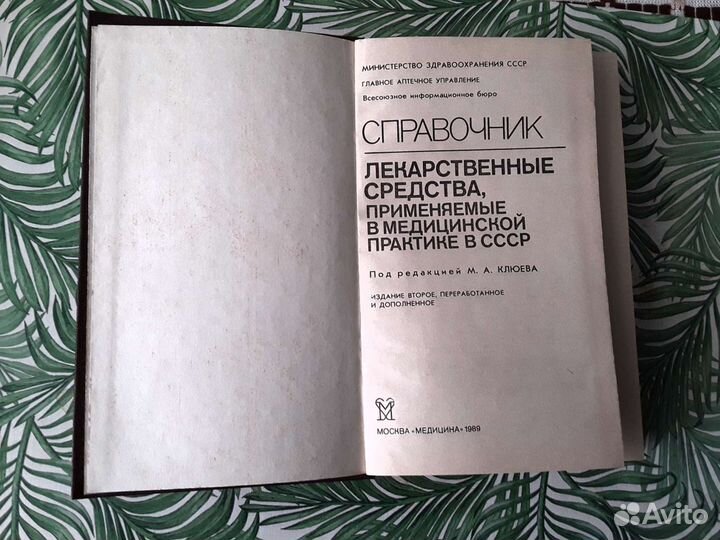 МИНИСТЕРСТВО ЗДРАВООХРАНЕНИЯ СССР
ГЛАВНОЕ АПТЕЧНОЕ УПРАВЛЕНИЕ
Всесоюзное информационное бюро
СПРАВОЧНИК
ЛЕКАРСТВЕННЫЕ
СРЕДСТВА,
ПРИМЕНЯЕМЫЕ
В МЕДИЦИНСКОЙ
ПРАКТИКЕ В СССР
Под редакцией М. А. КЛЮЕВА
ИЗДАНИЕ ВТОРОЕ, ПЕРЕРАБОТАННОЕ
И ДОПОЛНЕННОЕ
МОСКВА «МЕДИЦИНА» 1989
Avito